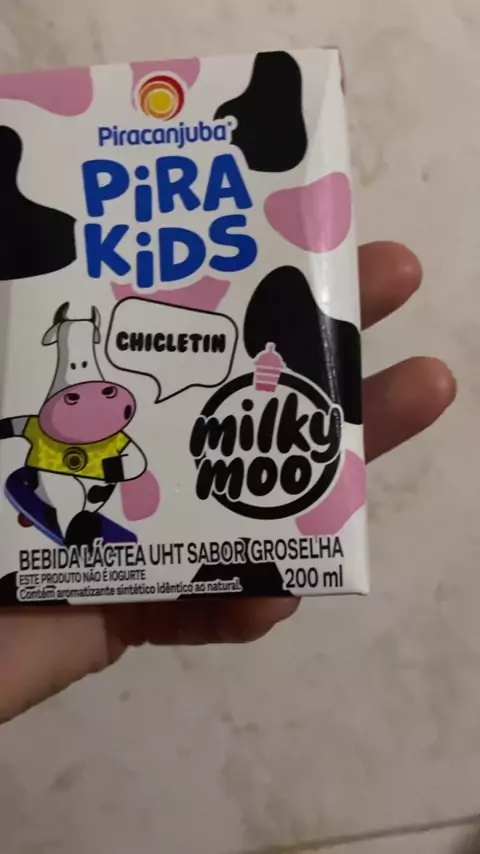 Piracanjuba®
PiRA
KiDS
CHICLETIN
milky
moo
BEBIDA LÁCTEA UHT SABOR GROSELHA
ESTE PRODUTO NÃO É IOGURTE
200 ml
Contém aromatizante sintético idêntico ao natural.